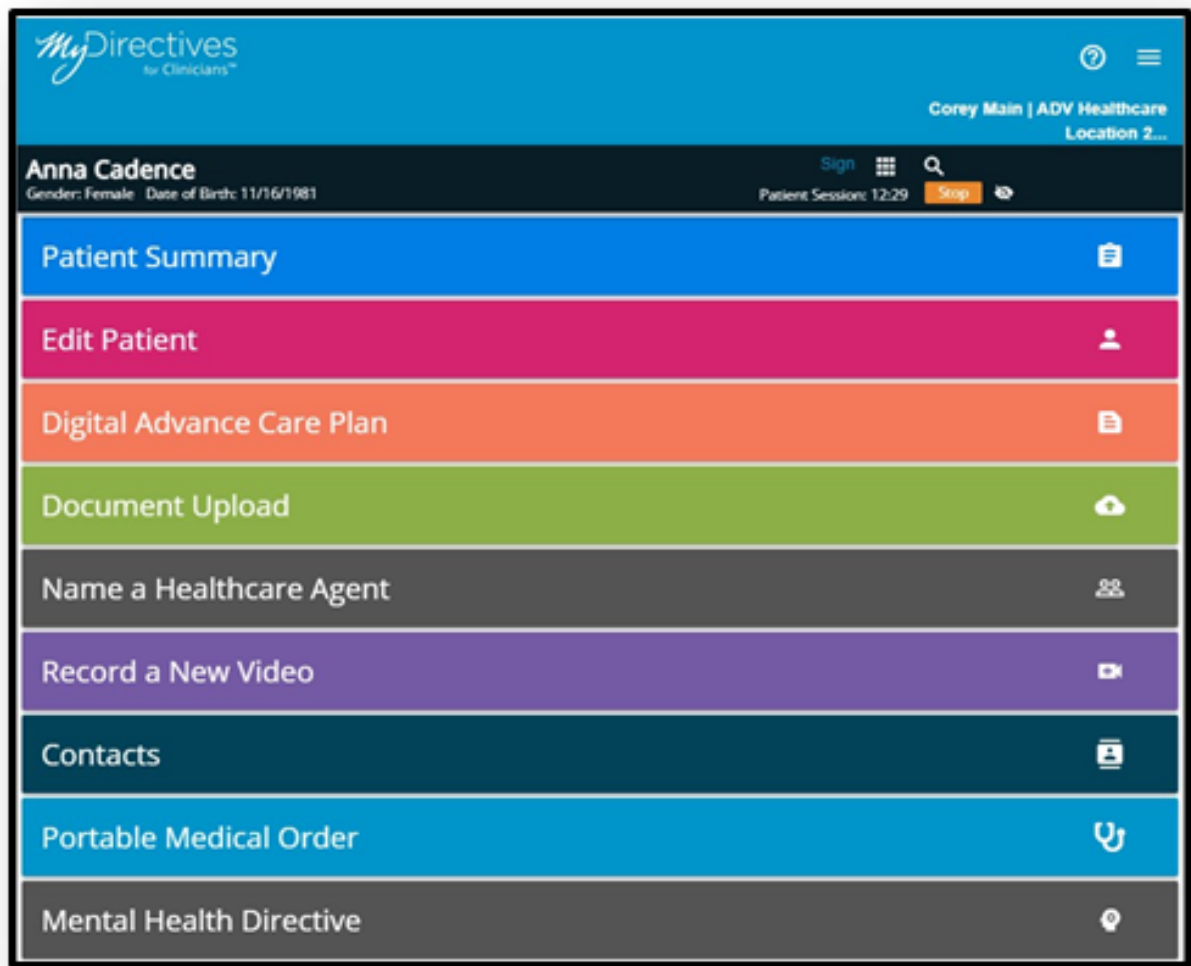 MyDirectives
for Clinicians™
Corey Main | ADV Healthcare
Location 2...
Anna Cadence
Gender: Female Date of Birth: 11/16/1981
Sign
Patient Session: 12:29 Stop
Patient Summary
Edit Patient
Digital Advance Care Plan
Document Upload
Name a Healthcare Agent
Record a New Video
Contacts
Portable Medical Order
Mental Health Directive